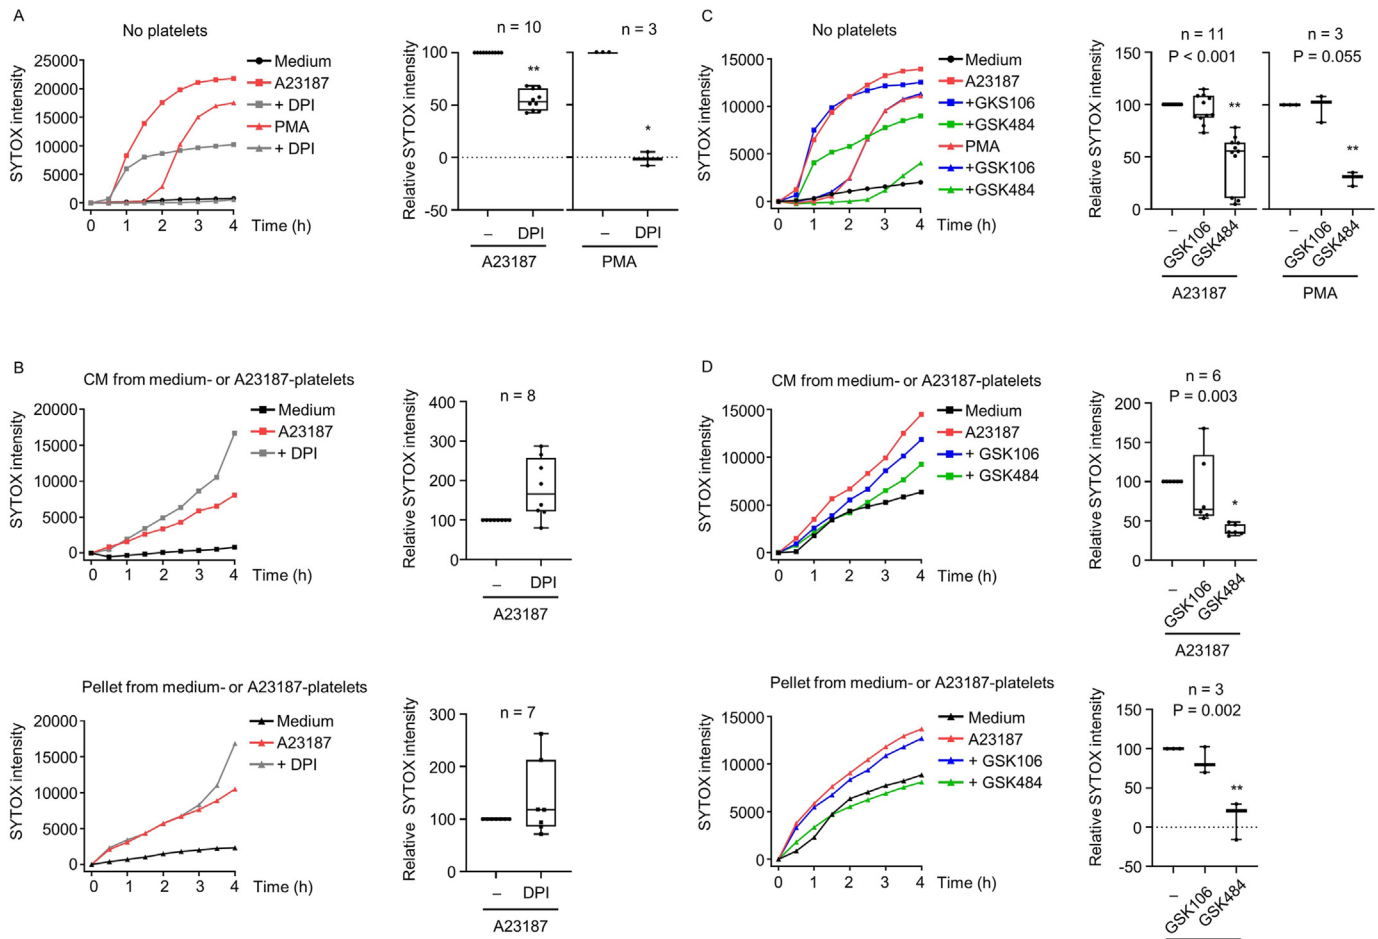 A
No platelets
SYTOX intensity
25000
20000
15000
10000
5000
0
0 1 2 3 4
Time (h)
Medium
A23187
+ DPI
PMA
+ DPI
Relative SYTOX intensity
100
50
0
−50
n = 10
**
– DPI
A23187
n = 3
*
– DPI
PMA
C
No platelets
SYTOX intensity
15000
10000
5000
0
0 1 2 3 4
Time (h)
Medium
A23187
+GKS106
+GSK484
PMA
+GSK106
+GSK484
Relative SYTOX intensity
150
100
50
0
n = 11
P < 0.001
**
–
GSK106
GSK484
A23187
n = 3
P = 0.055
**
–
GSK106
GSK484
PMA
B
CM from medium- or A23187-platelets
SYTOX intensity
20000
15000
10000
5000
0
0 1 2 3 4
Time (h)
Medium
A23187
+ DPI
Relative SYTOX intensity
400
300
200
100
0
n = 8
– DPI
A23187
Pellet from medium- or A23187-platelets
SYTOX intensity
20000
15000
10000
5000
0
0 1 2 3 4
Time (h)
Medium
A23187
+ DPI
Relative SYTOX intensity
300
200
100
0
n = 7
– DPI
A23187
D
CM from medium- or A23187-platelets
SYTOX intensity
15000
10000
5000
0
0 1 2 3 4
Time (h)
Medium
A23187
+ GSK106
+ GSK484
Relative SYTOX intensity
200
150
100
50
0
n = 6
P = 0.003
*
–
GSK106
GSK484
A23187
Pellet from medium- or A23187-platelets
SYTOX intensity
15000
10000
5000
0
0 1 2 3 4
Time (h)
Medium
A23187
+ GSK106
+ GSK484
Relative SYTOX intensity
150
100
50
0
−50
n = 3
P = 0.002
**
–
GSK106
GSK484